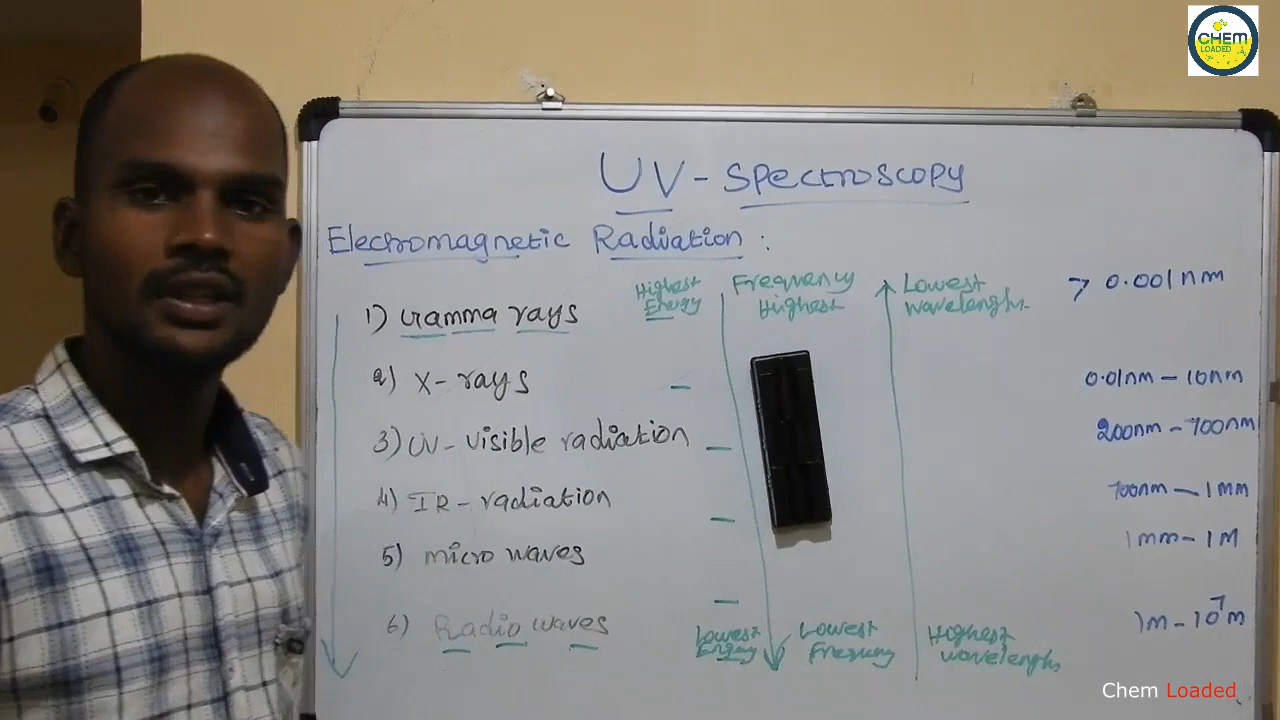 CHEM
LOADED
UV - Spectroscopy
Electromagnetic Radiation :
Highest Energy
Frequency Highest
Lowest wavelength
> 0.001nm
1) Gamma rays
2) X - rays
0.01nm - 10nm
3) UV - visible radiation
200nm - 700nm
4) IR - radiation
700nm - 1mm
5) micro waves
1mm - 1M
6) Radio waves
1m - 10⁷m
Lowest Energy
Lowest Frequency
Highest wavelength
Chem Loaded